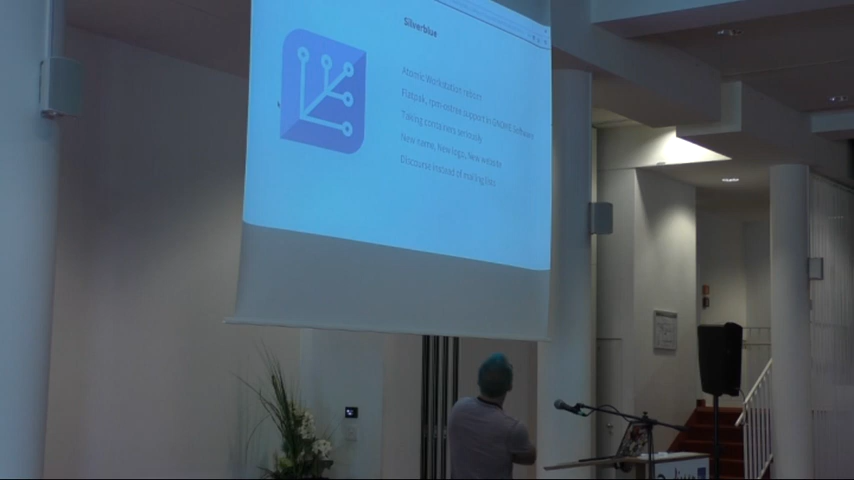 Silverblue
Atomic Workstation reborn
Flatpak, rpm-ostree support in GNOME Software
Taking containers seriously
New name, New logo, New website
Discourse instead of mailing lists